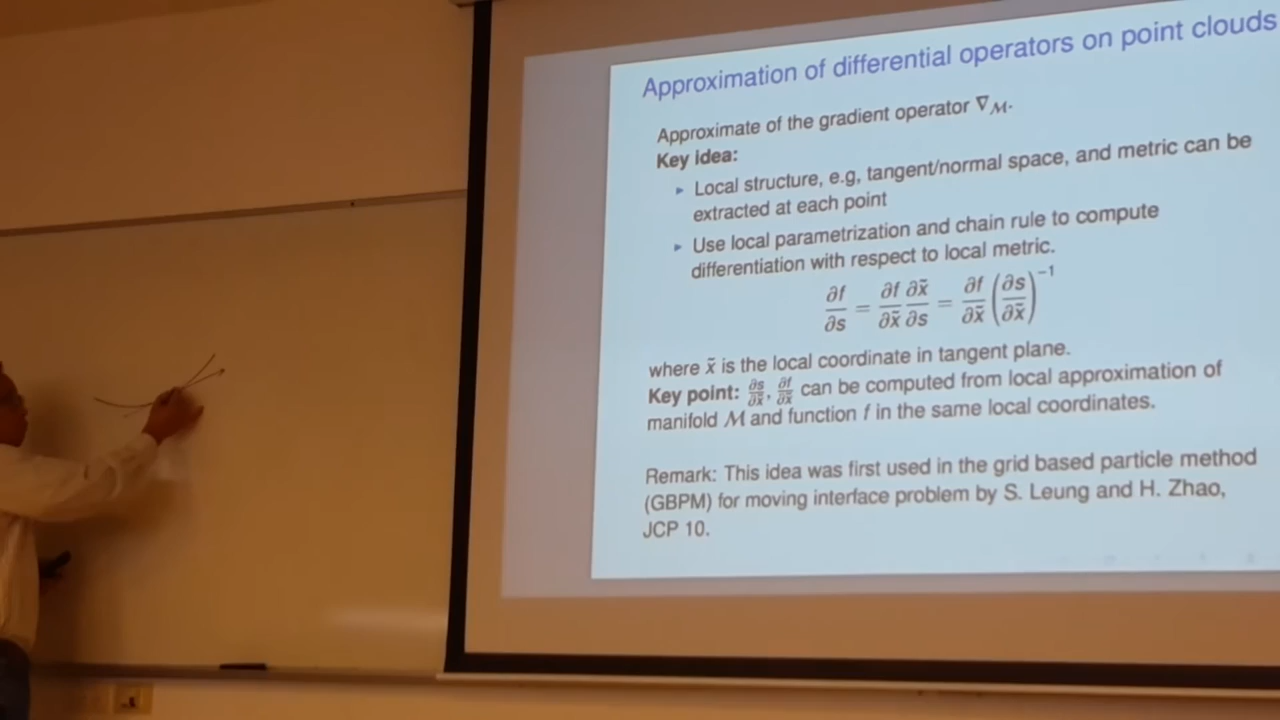 Approximation of differential operators on point clouds
Approximate of the gradient operator ∇_M.
Key idea:
▸ Local structure, e.g, tangent/normal space, and metric can be
extracted at each point
▸ Use local parametrization and chain rule to compute
differentiation with respect to local metric.
∂f/∂s = ∂f/∂x̃ ∂x̃/∂s = ∂f/∂x̃ (∂s/∂x̃)^−1
where x̃ is the local coordinate in tangent plane.
Key point: ∂s/∂x̃, ∂f/∂x̃ can be computed from local approximation of
manifold M and function f in the same local coordinates.
Remark: This idea was first used in the grid based particle method
(GBPM) for moving interface problem by S. Leung and H. Zhao,
JCP 10.